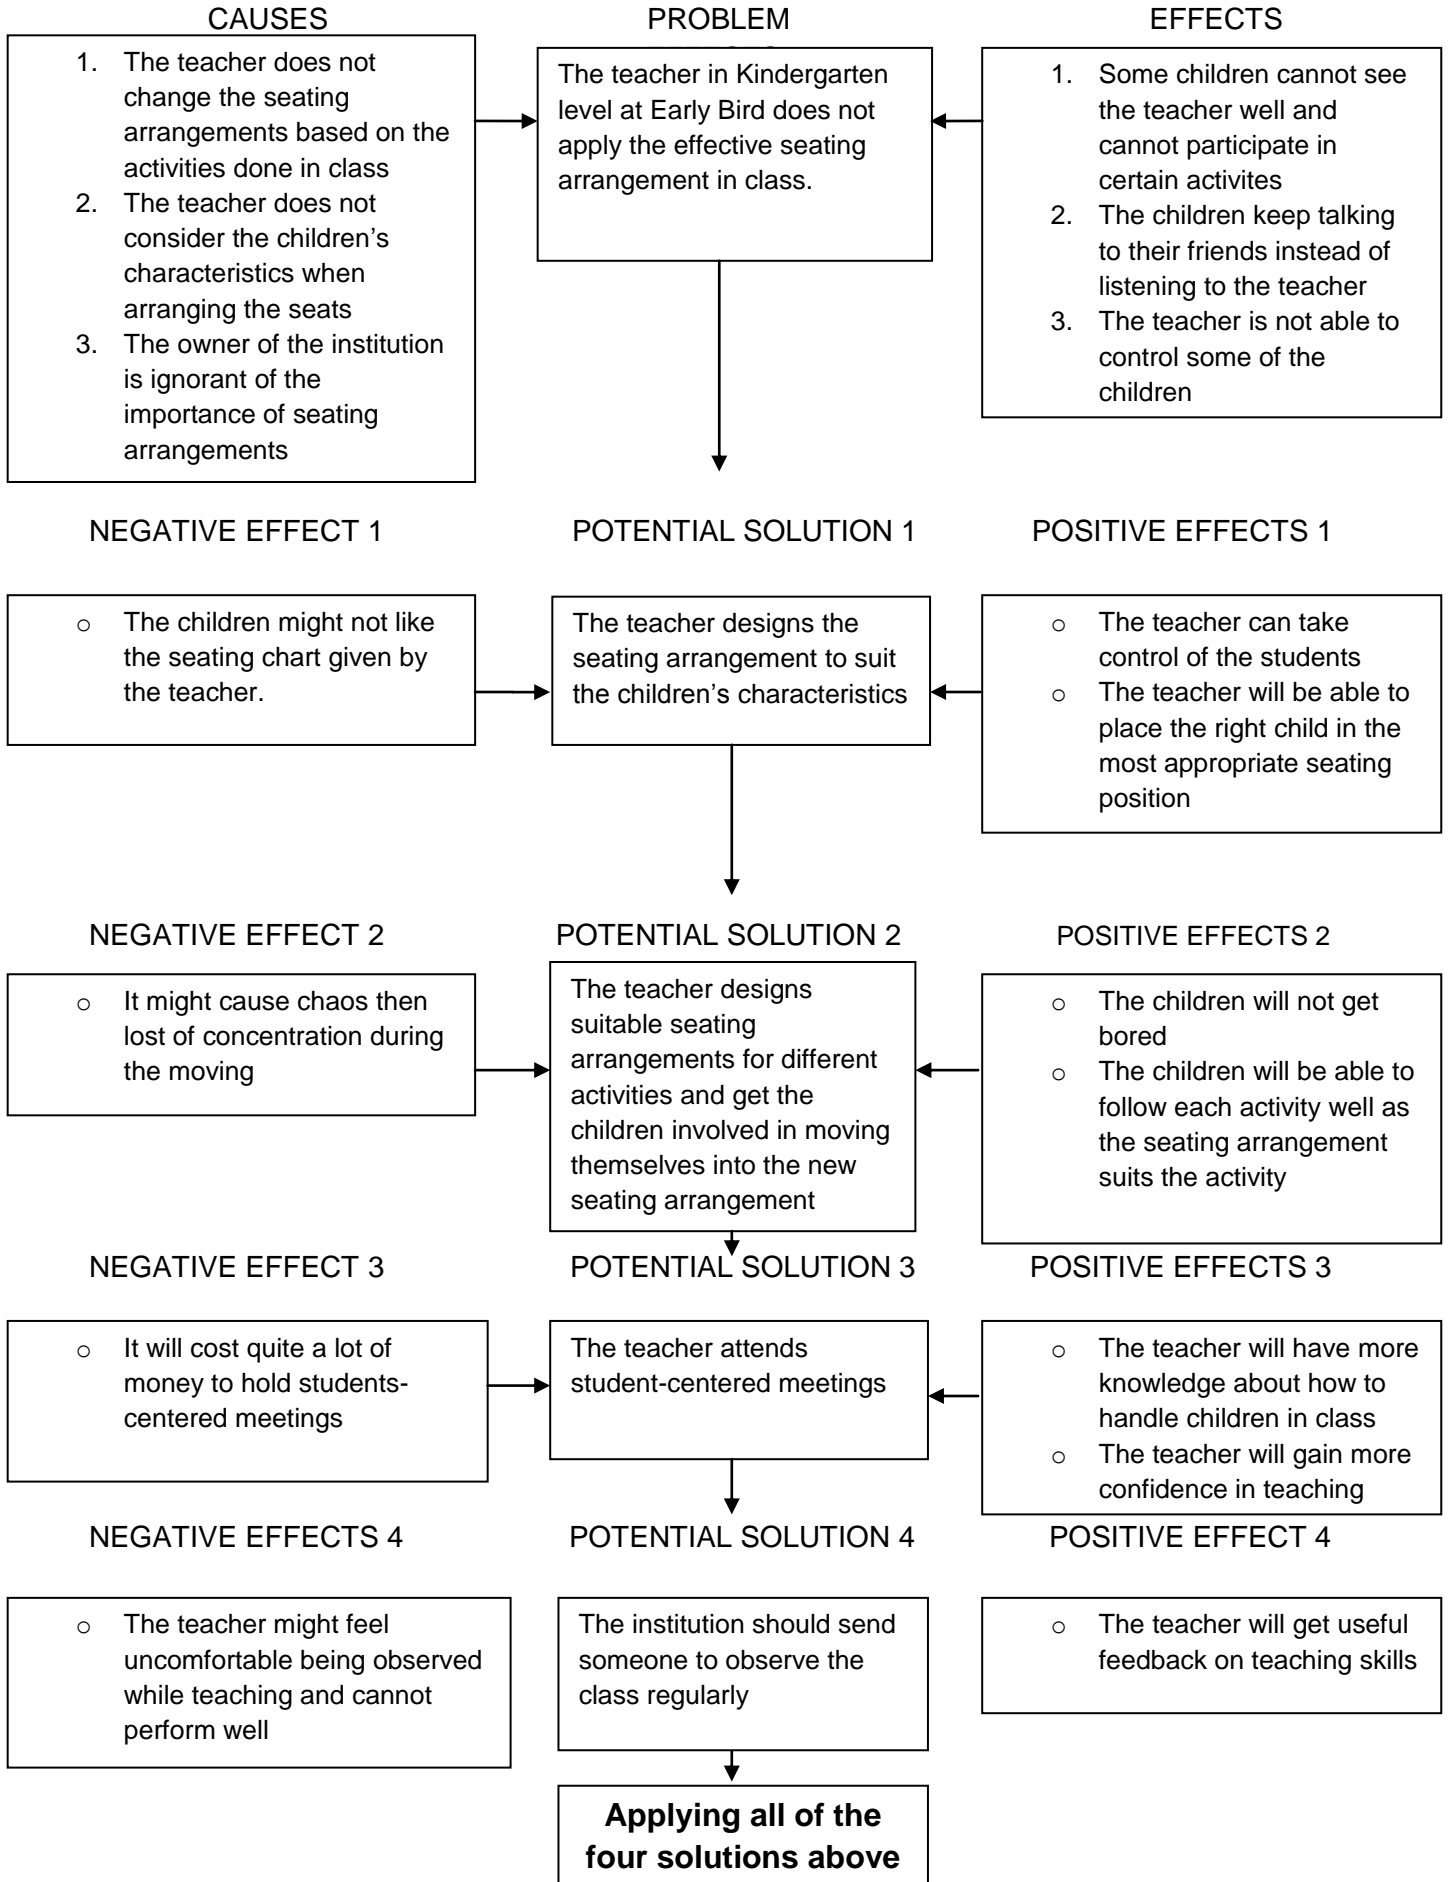 CAUSES
PROBLEM
EFFECTS
1. The teacher does not
change the seating
arrangements based on the
activities done in class
2. The teacher does not
consider the children's
characteristics when
arranging the seats
3. The owner of the institution
is ignorant of the
importance of seating
arrangements
The teacher in Kindergarten
level at Early Bird does not
apply the effective seating
arrangement in class.
1. Some children cannot see
the teacher well and
cannot participate in
certain activites
2. The children keep talking
to their friends instead of
listening to the teacher
3. The teacher is not able to
control some of the
children
NEGATIVE EFFECT 1
POTENTIAL SOLUTION 1
POSITIVE EFFECTS 1
o The children might not like
the seating chart given by
the teacher.
The teacher designs the
seating arrangement to suit
the children's characteristics
o The teacher can take
control of the students
o The teacher will be able to
place the right child in the
most appropriate seating
position
NEGATIVE EFFECT 2
POTENTIAL SOLUTION 2
POSITIVE EFFECTS 2
o It might cause chaos then
lost of concentration during
the moving
The teacher designs
suitable seating
arrangements for different
activities and get the
children involved in moving
themselves into the new
seating arrangement
o The children will not get
bored
o The children will be able to
follow each activity well as
the seating arrangement
suits the activity
NEGATIVE EFFECT 3
POTENTIAL SOLUTION 3
POSITIVE EFFECTS 3
o It will cost quite a lot of
money to hold students-
centered meetings
The teacher attends
student-centered meetings
o The teacher will have more
knowledge about how to
handle children in class
o The teacher will gain more
confidence in teaching
NEGATIVE EFFECTS 4
POTENTIAL SOLUTION 4
POSITIVE EFFECT 4
o The teacher might feel
uncomfortable being observed
while teaching and cannot
perform well
The institution should send
someone to observe the
class regularly
o The teacher will get useful
feedback on teaching skills
Applying all of the
four solutions above